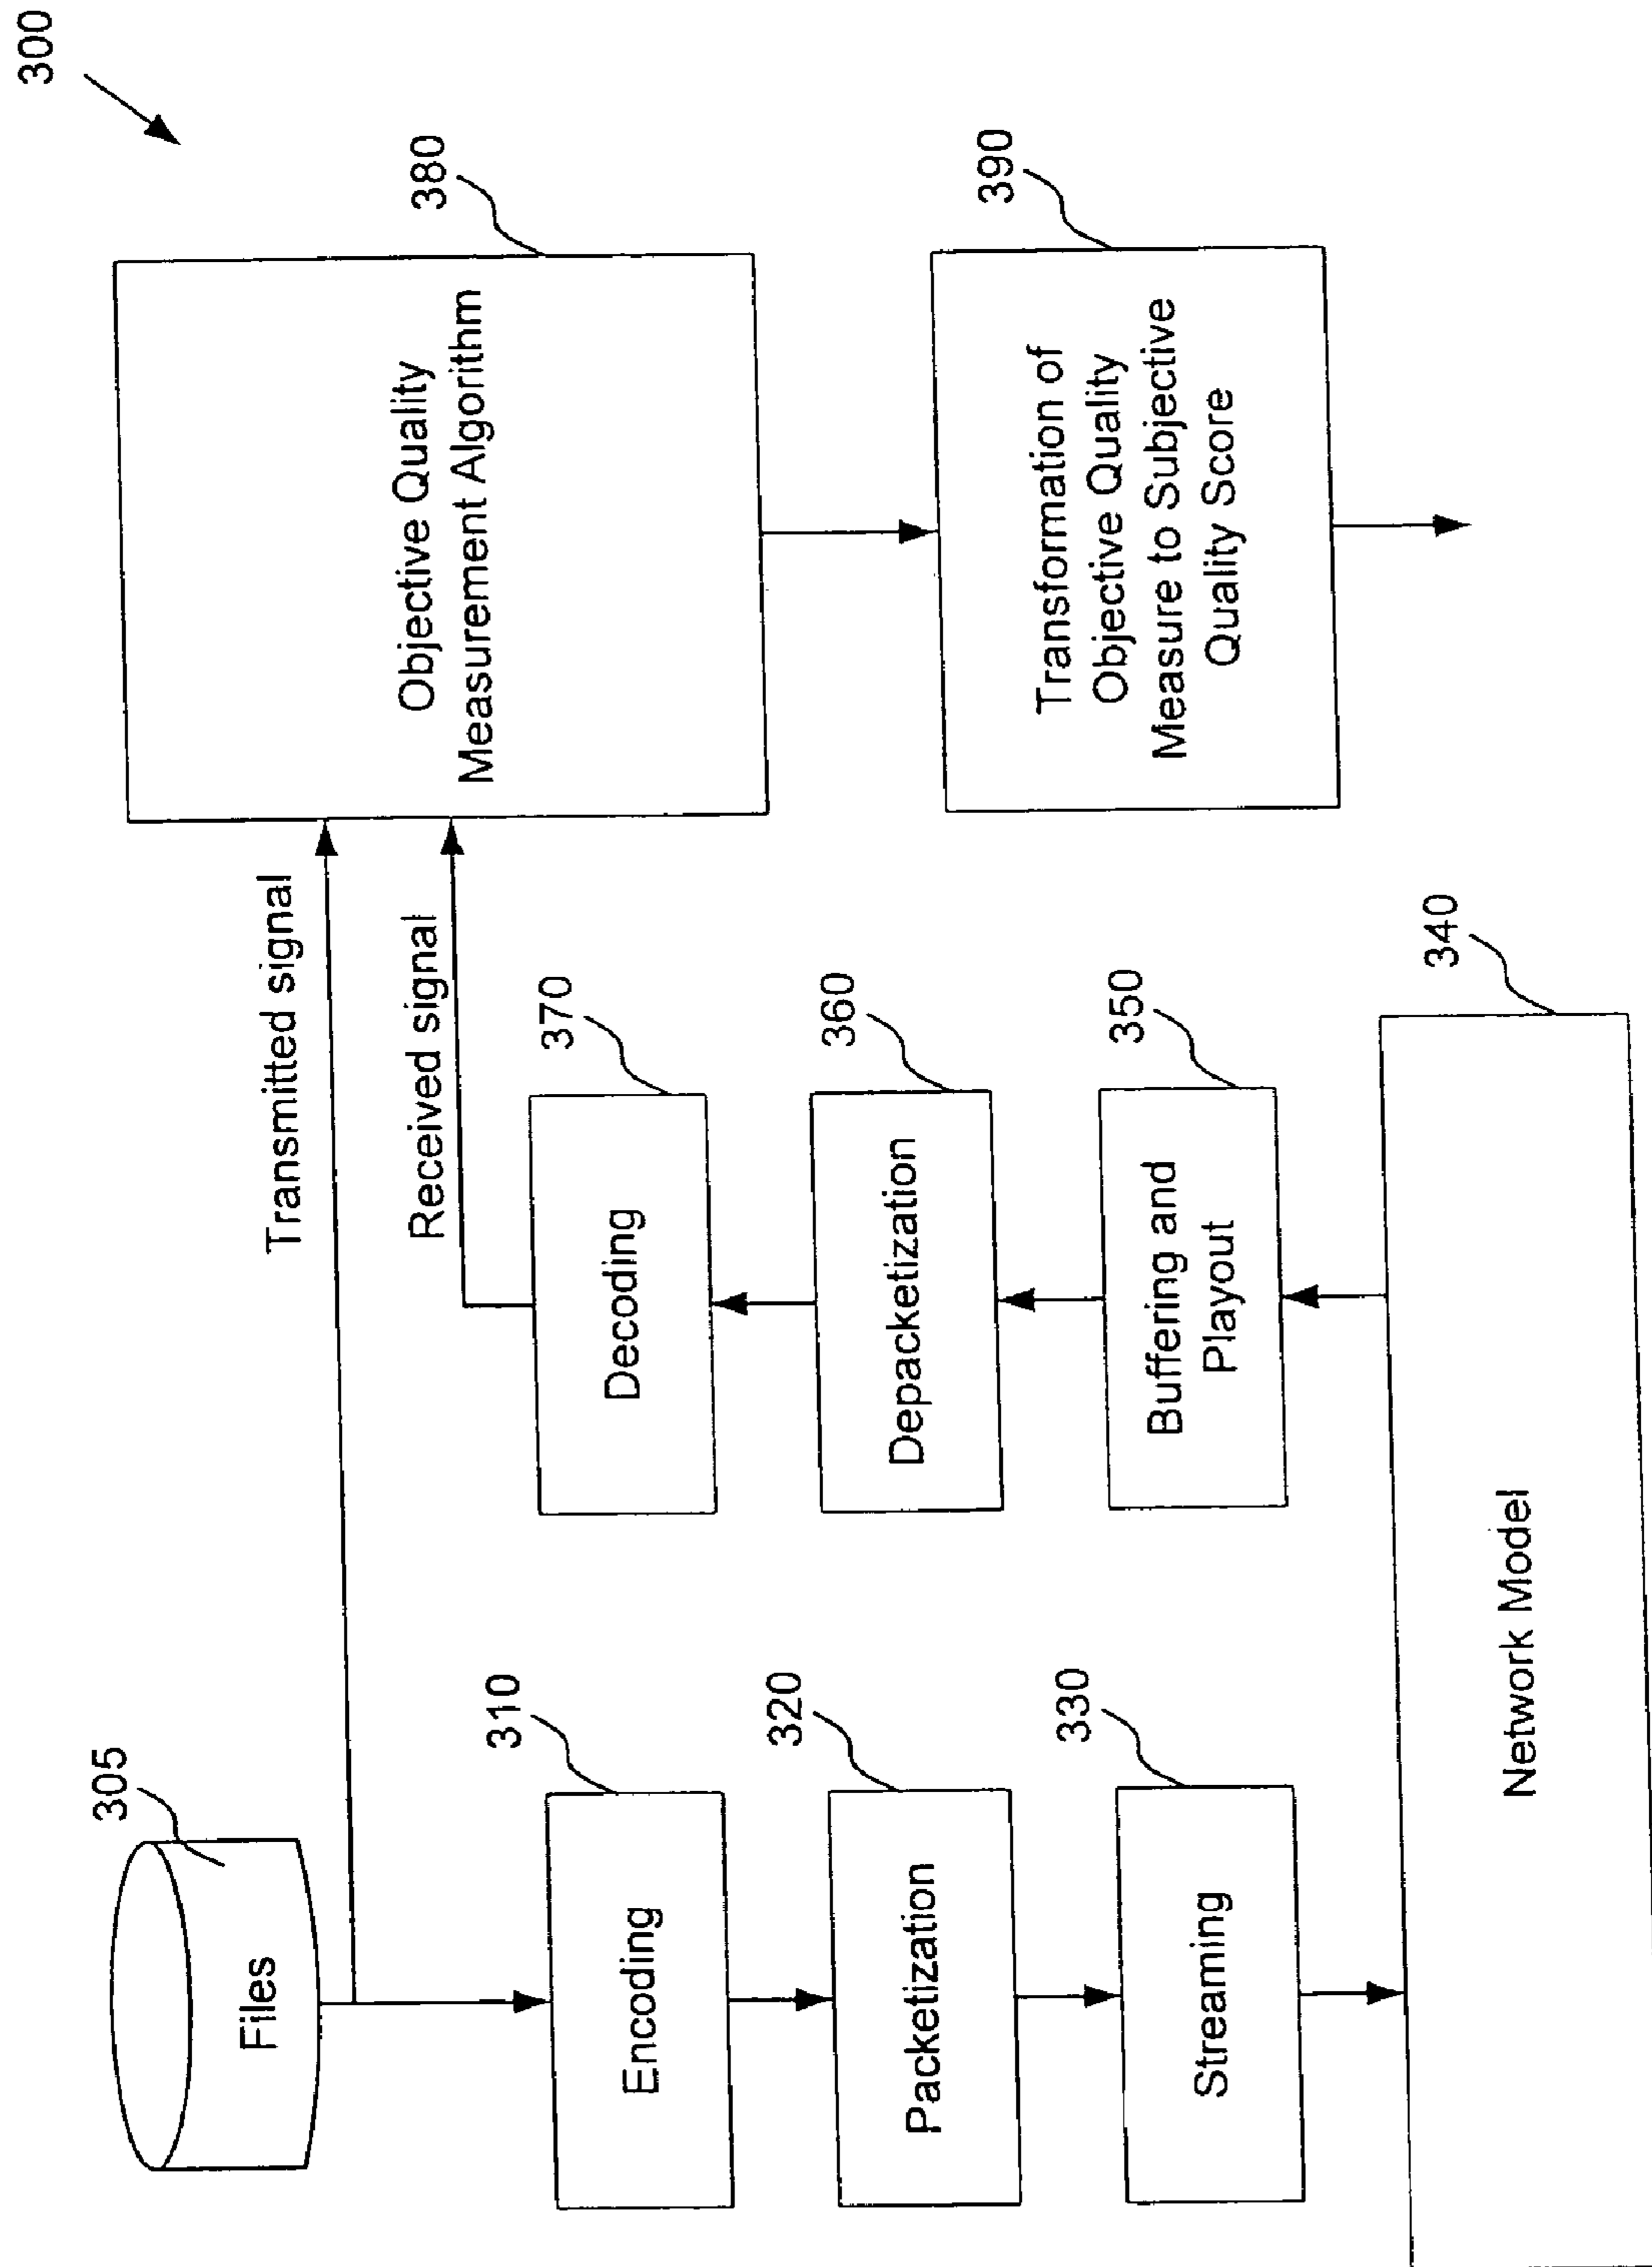 300
305
Files
Transmitted signal
Received signal
380
Objective Quality
Measurement Algorithm
310
Encoding
370
Decoding
320
Packetization
360
Depacketization
390
Transformation of
Objective Quality
Measure to Subjective
Quality Score
330
Streaming
350
Buffering and
Playout
340
Network Model